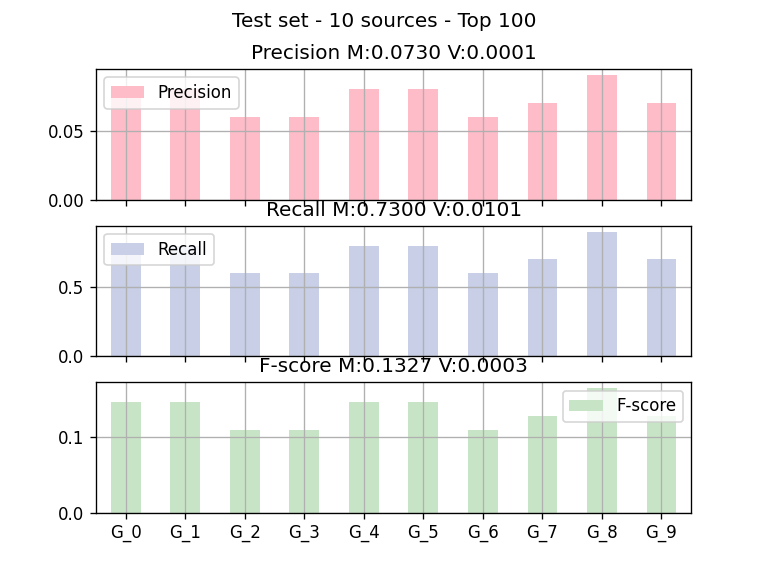 Test set - 10 sources - Top 100
Precision M:0.0730 V:0.0001
Precision
0.05
0.00
Recall M:0.7300 V:0.0101
Recall
0.5
0.0
F-score M:0.1327 V:0.0003
F-score
0.1
0.0
G_0 G_1 G_2 G_3 G_4 G_5 G_6 G_7 G_8 G_9